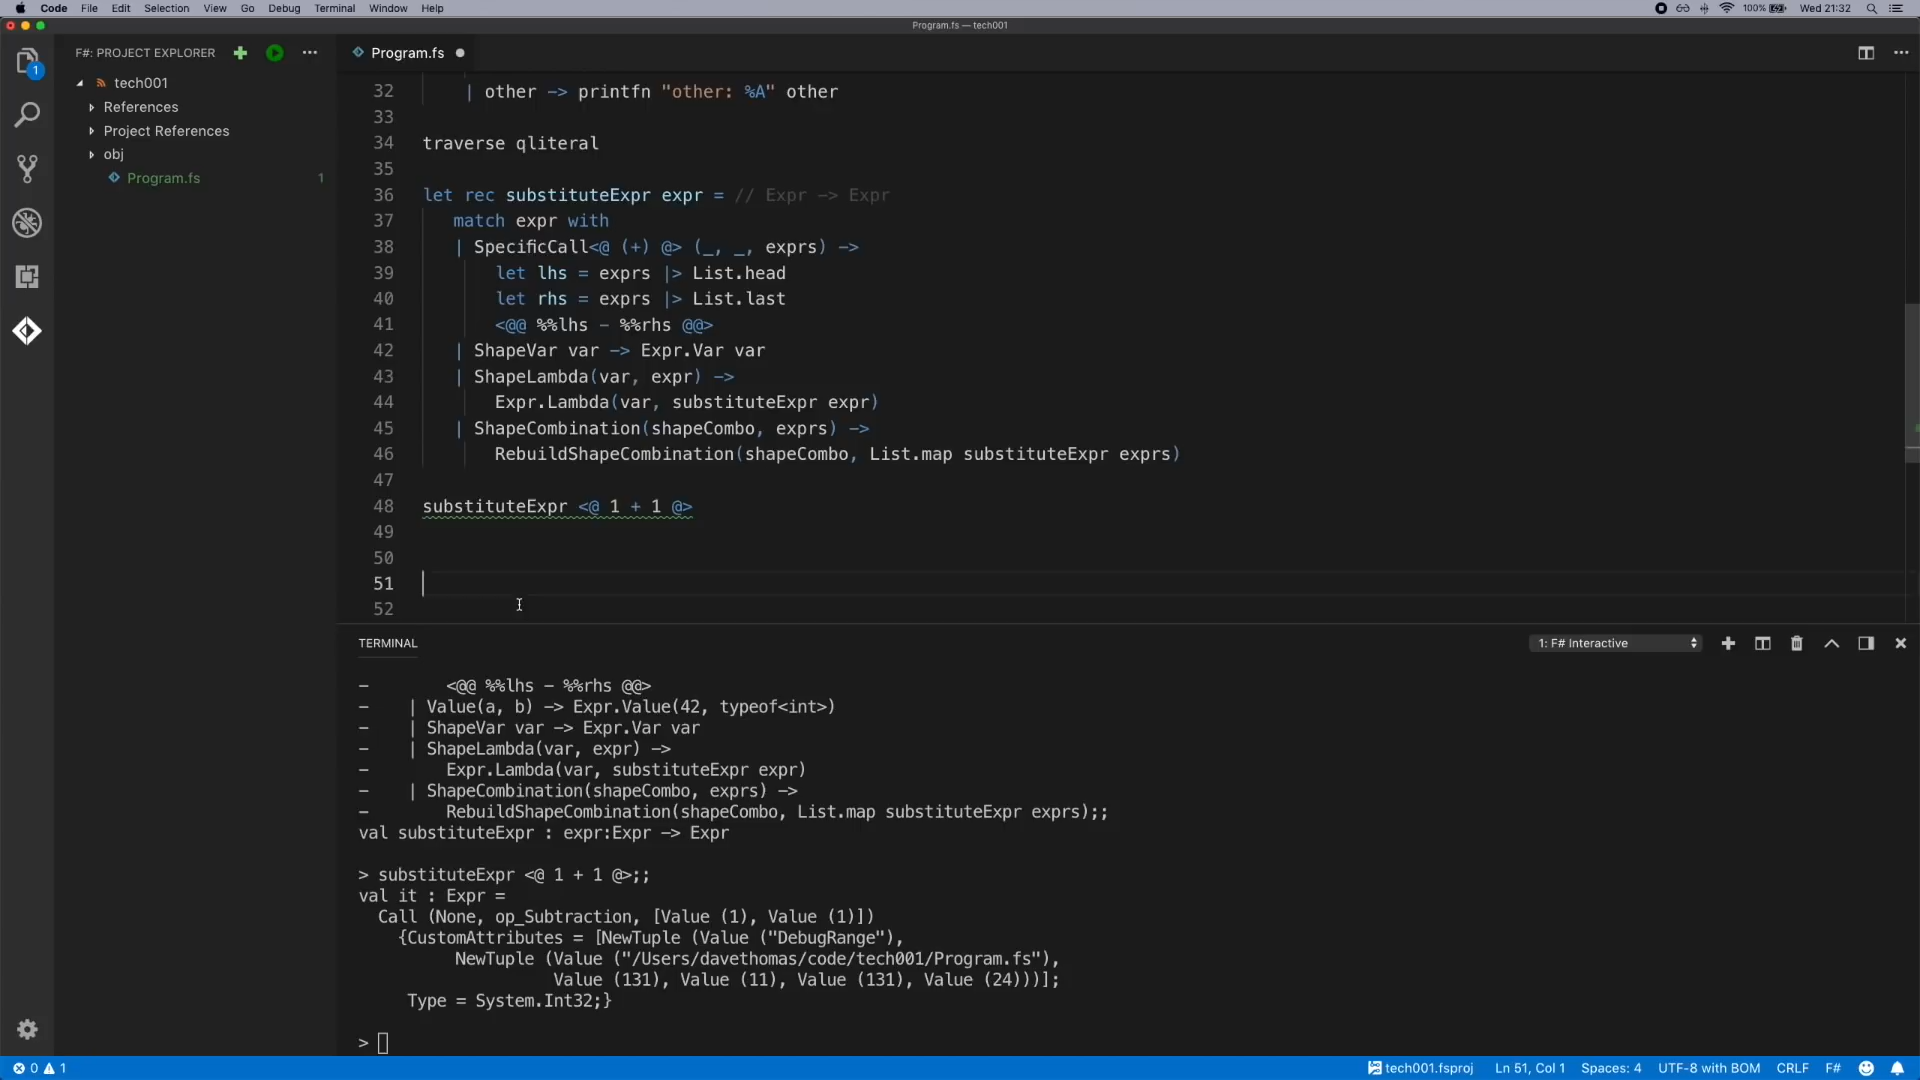 Code File Edit Selection View Go Debug Terminal Window Help 100% Wed 21:32
Program.fs — tech001
F#: PROJECT EXPLORER
Program.fs
1
tech001
References
Project References
obj
Program.fs 1
32 | other -> printfn "other: %A" other
33
34 traverse qliteral
35
36 let rec substituteExpr expr = // Expr -> Expr
37 match expr with
38 | SpecificCall<@ (+) @> (_, _, exprs) ->
39 let lhs = exprs |> List.head
40 let rhs = exprs |> List.last
41 <@@ %%lhs - %%rhs @@>
42 | ShapeVar var -> Expr.Var var
43 | ShapeLambda(var, expr) ->
44 Expr.Lambda(var, substituteExpr expr)
45 | ShapeCombination(shapeCombo, exprs) ->
46 RebuildShapeCombination(shapeCombo, List.map substituteExpr exprs)
47
48 substituteExpr <@ 1 + 1 @>
49
50
51
52
TERMINAL
1: F# Interactive
- <@@ %%lhs - %%rhs @@>
- | Value(a, b) -> Expr.Value(42, typeof<int>)
- | ShapeVar var -> Expr.Var var
- | ShapeLambda(var, expr) ->
- Expr.Lambda(var, substituteExpr expr)
- | ShapeCombination(shapeCombo, exprs) ->
- RebuildShapeCombination(shapeCombo, List.map substituteExpr exprs);;
val substituteExpr : expr:Expr -> Expr
> substituteExpr <@ 1 + 1 @>;;
val it : Expr =
Call (None, op_Subtraction, [Value (1), Value (1)])
{CustomAttributes = [NewTuple (Value ("DebugRange"),
NewTuple (Value ("/Users/davethomas/code/tech001/Program.fs"),
Value (131), Value (11), Value (131), Value (24)))];
Type = System.Int32;}
>
0 1
tech001.fsproj Ln 51, Col 1 Spaces: 4 UTF-8 with BOM CRLF F#